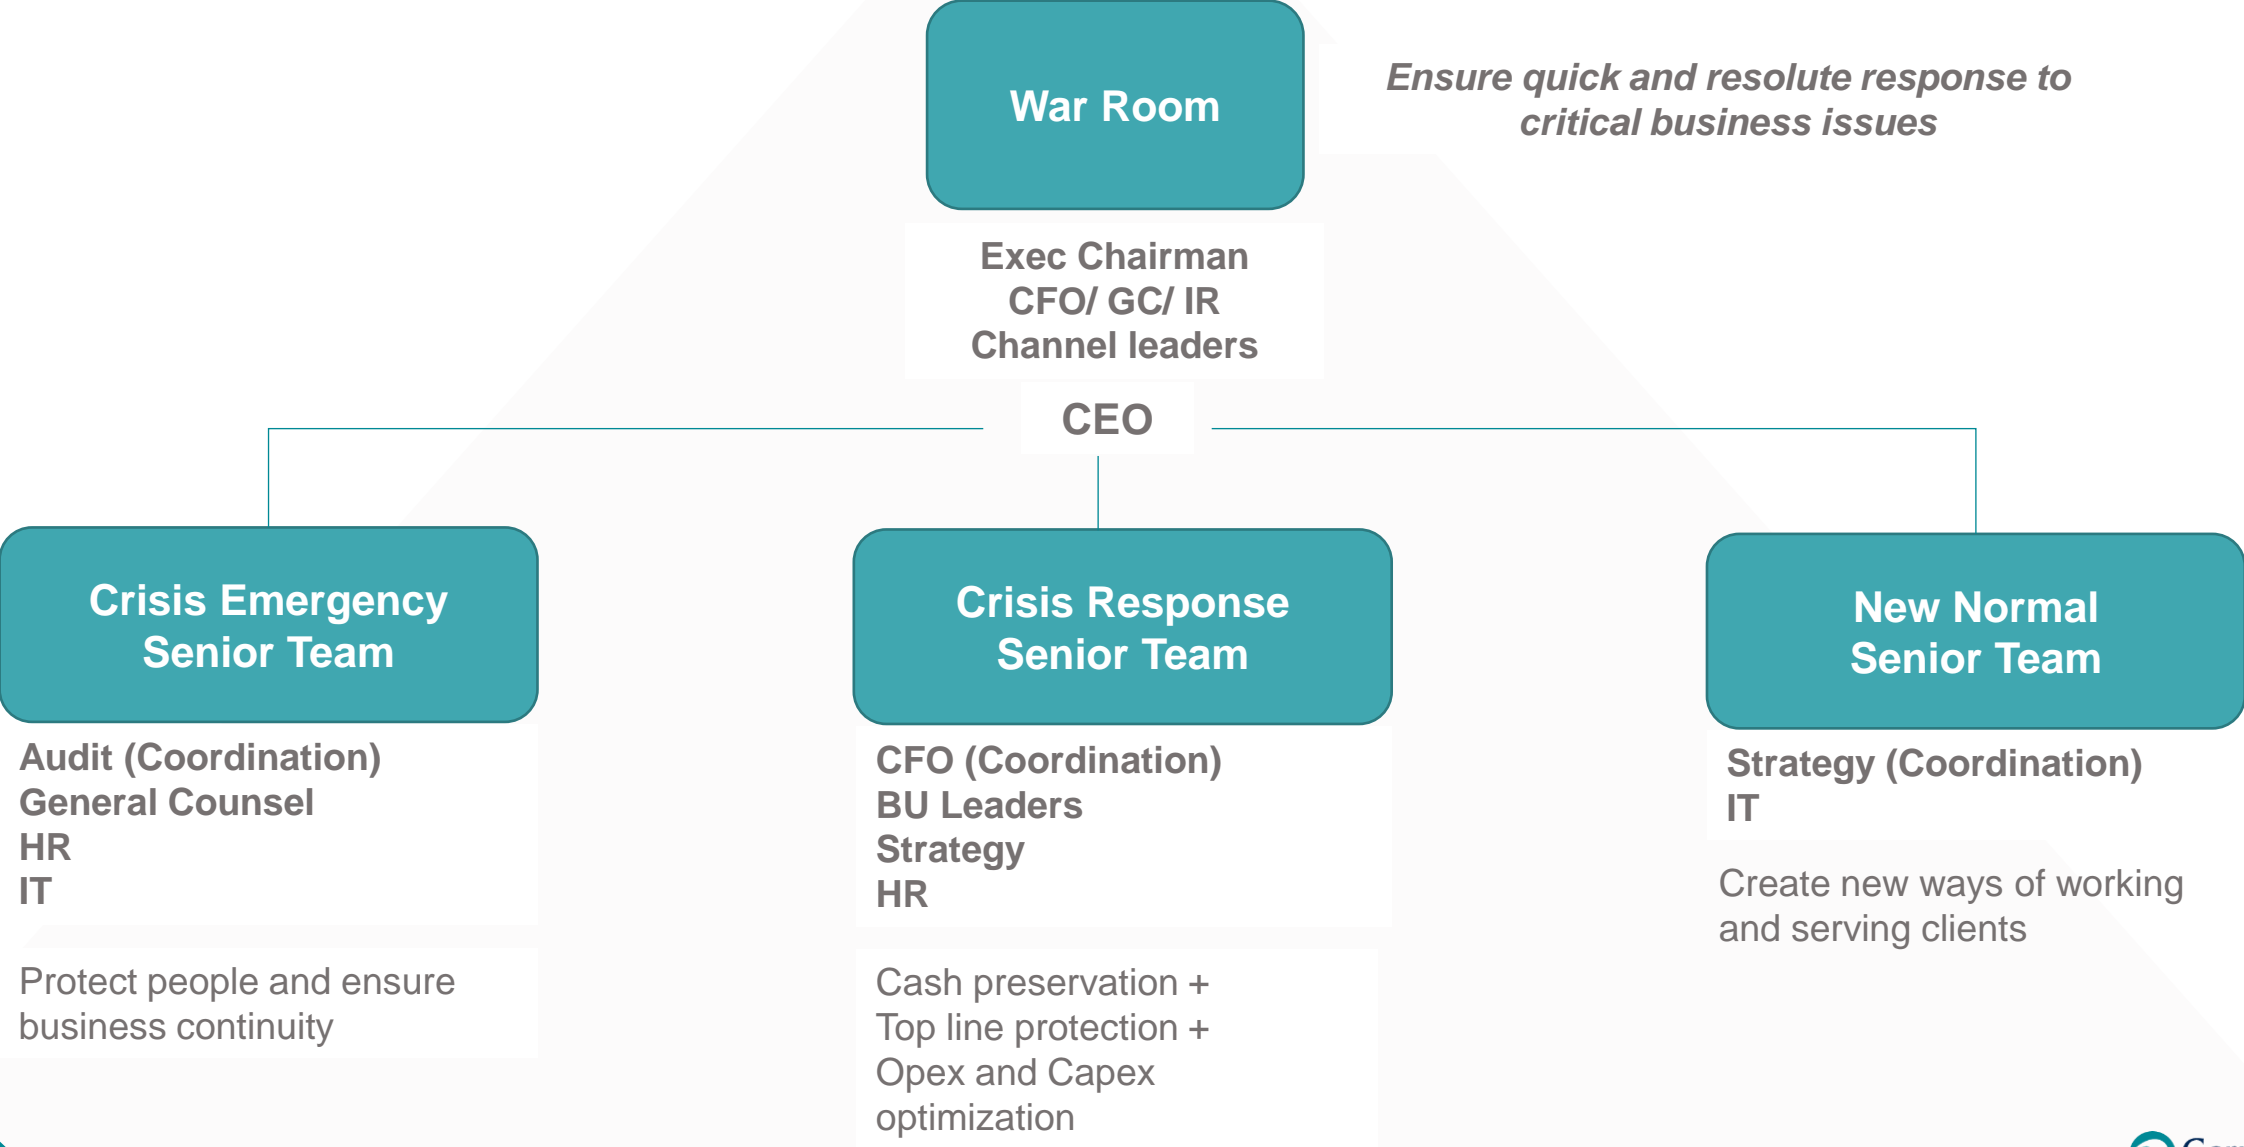 War Room
Ensure quick and resolute response to
critical business issues
Exec Chairman
CFO/ GC/ IR
Channel leaders
CEO
Crisis Emergency
Senior Team
Audit (Coordination)
General Counsel
HR
IT
Protect people and ensure
business continuity
Crisis Response
Senior Team
CFO (Coordination)
BU Leaders
Strategy
HR
Cash preservation +
Top line protection +
Opex and Capex
optimization
New Normal
Senior Team
Strategy (Coordination)
IT
Create new ways of working
and serving clients